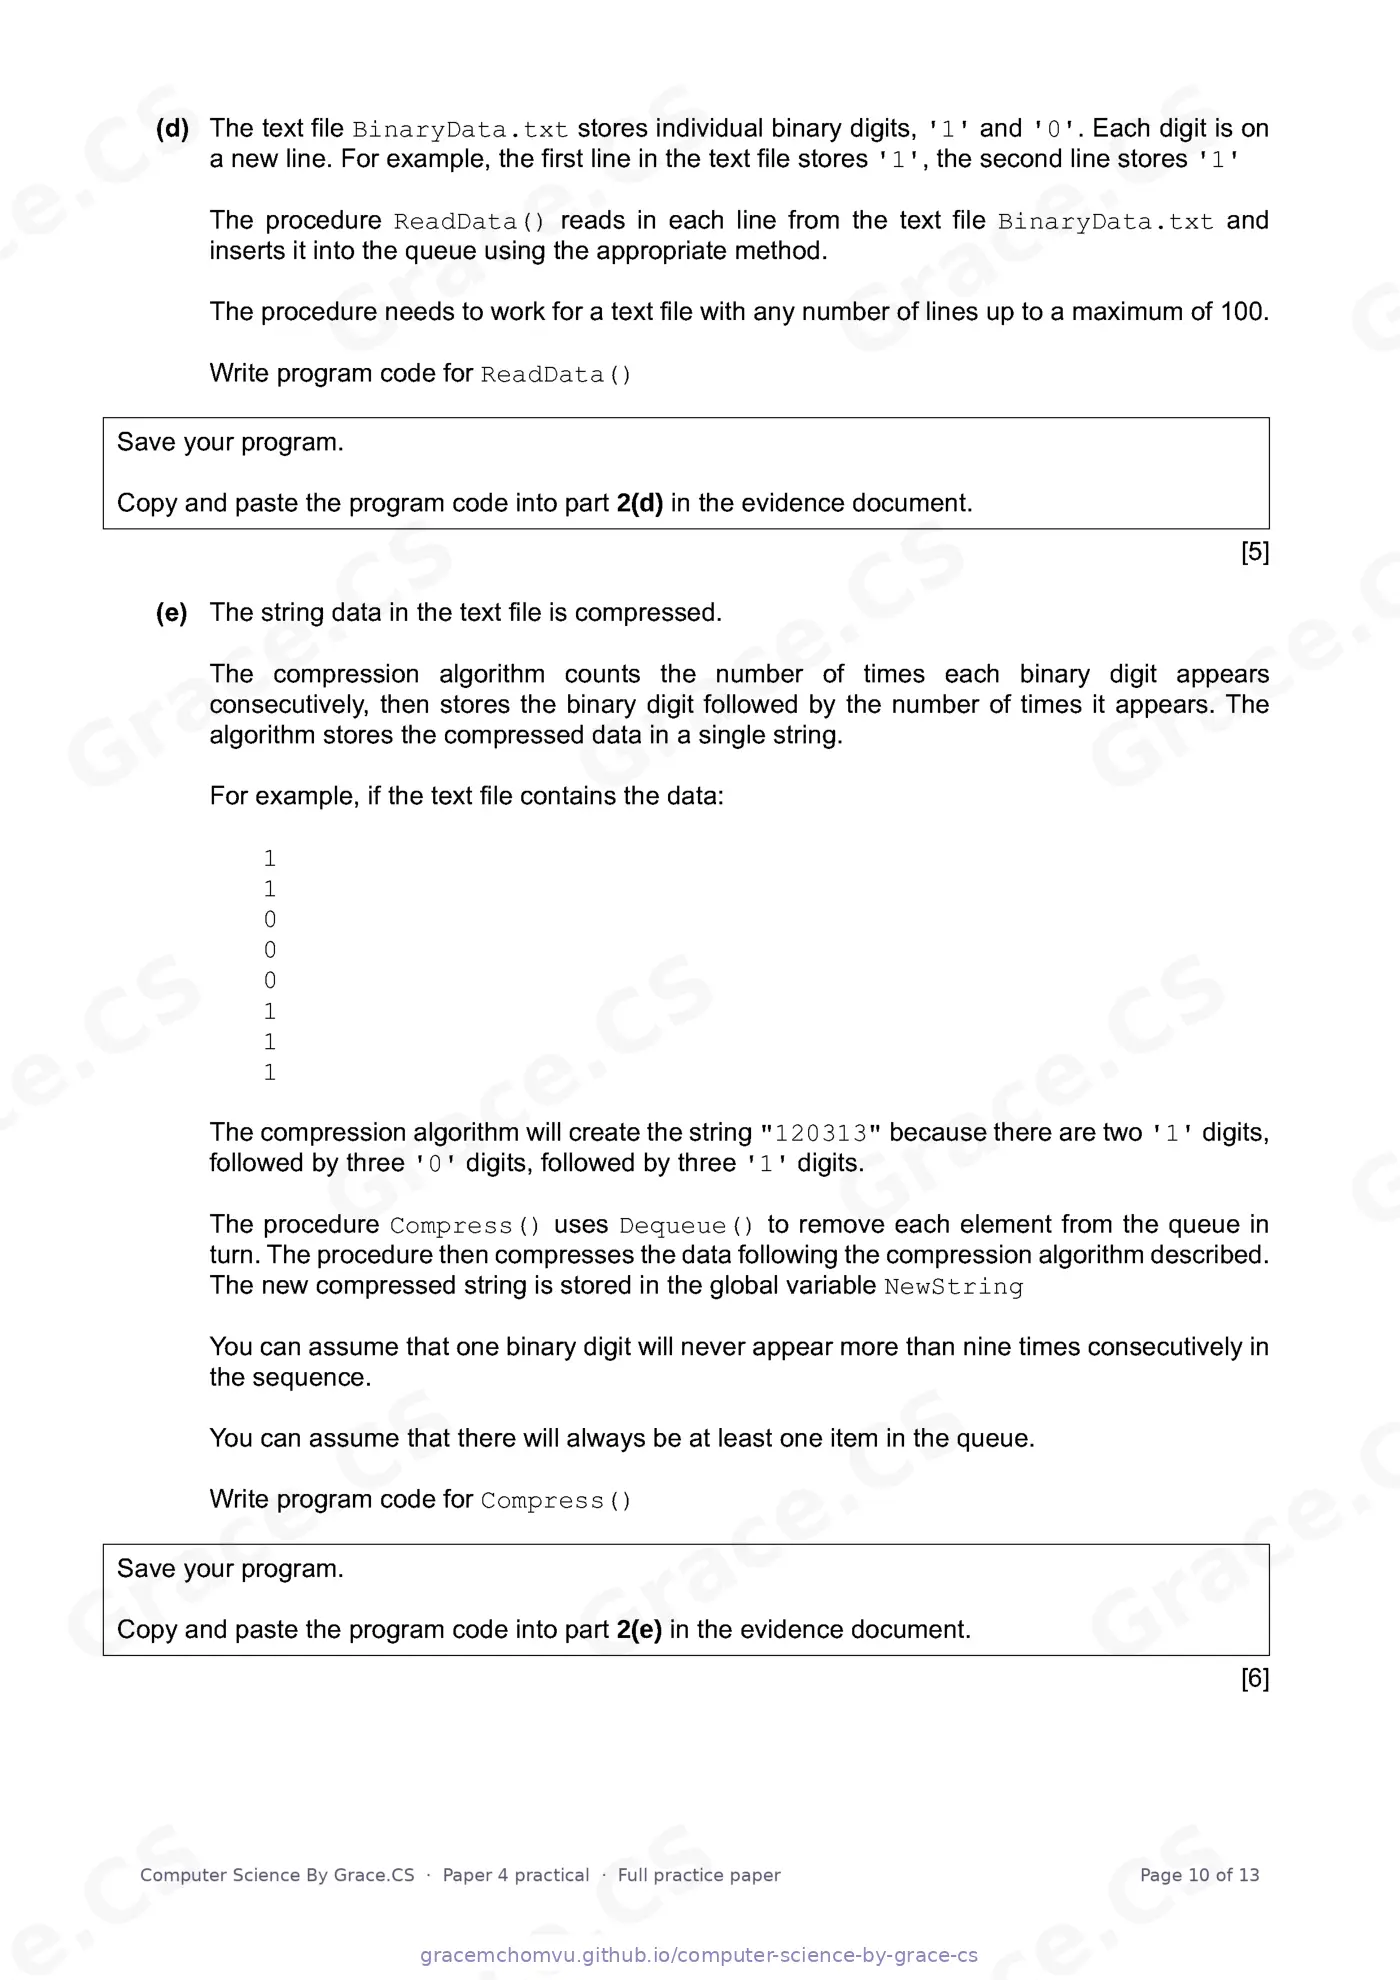 (d) The text file BinaryData.txt stores individual binary digits, '1' and '0'. Each digit is on
a new line. For example, the first line in the text file stores '1', the second line stores '1'
The procedure ReadData() reads in each line from the text file BinaryData.txt and
inserts it into the queue using the appropriate method.
The procedure needs to work for a text file with any number of lines up to a maximum of 100.
Write program code for ReadData()
Save your program.
Copy and paste the program code into part 2(d) in the evidence document.
[5]
(e) The string data in the text file is compressed.
The compression algorithm counts the number of times each binary digit appears
consecutively, then stores the binary digit followed by the number of times it appears. The
algorithm stores the compressed data in a single string.
For example, if the text file contains the data:
1
1
0
0
0
1
1
1
The compression algorithm will create the string "120313" because there are two '1' digits,
followed by three '0' digits, followed by three '1' digits.
The procedure Compress() uses Dequeue() to remove each element from the queue in
turn. The procedure then compresses the data following the compression algorithm described.
The new compressed string is stored in the global variable NewString
You can assume that one binary digit will never appear more than nine times consecutively in
the sequence.
You can assume that there will always be at least one item in the queue.
Write program code for Compress()
Save your program.
Copy and paste the program code into part 2(e) in the evidence document.
[6]
Computer Science By Grace.CS · Paper 4 practical · Full practice paper Page 10 of 13
gracemchomvu.github.io/computer-science-by-grace-cs